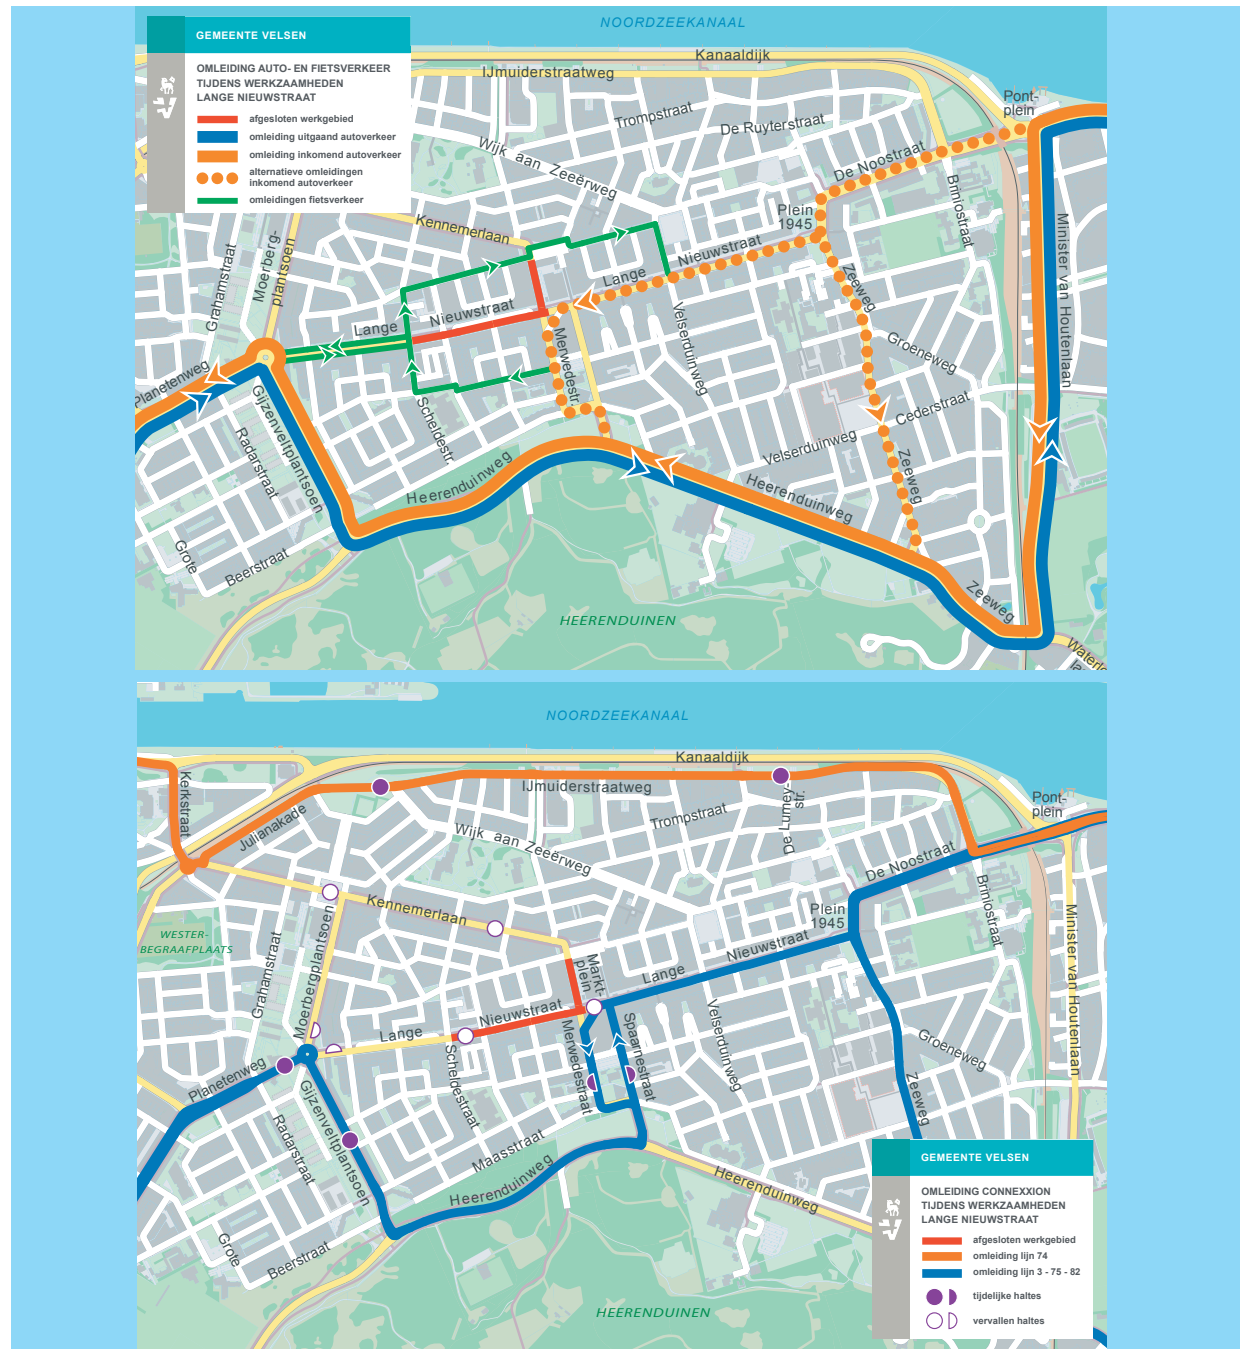 NOORDZEEKANAAL
GEMEENTE VELSEN
OMLEIDING AUTO- EN FIETSVERKEER
TIJDENS WERKZAAMHEDEN
LANGE NIEUWSTRAAT
afgesloten werkgebied
omleiding uitgaand autoverkeer
omleiding inkomend autoverkeer
alternatieve omleidingen
inkomend autoverkeer
omleidingen fietsverkeer
Kanaaldijk
IJmuiderstraatweg
Trompstraat
De Ruyterstraat
Pont-
plein
Wijk aan Zeeërweg
De Noostraat
Briniostraat
Plein
1945
Kennemerlaan
Grahamstraat
Moerberg-
plantsoen
Minister van Houtenlaan
Lange
Nieuwstraat
Lange
Nieuwstraat
Zeeweg
Velserduinweg
Groeneweg
Merwedestr.
Planetenweg
Gijzenveltplantsoen
Radarstraat
Scheldestr.
Cederstraat
Velserduinweg
Zeeweg
Heerenduinweg
Heerenduinweg
Grote
Beerstraat
Zeeweg
HEERENDUINEN
Waterl
la
NOORDZEEKANAAL
Kanaaldijk
IJmuiderstraatweg
Kerkstraat
Julianakade
De Lumey-
str.
Trompstraat
Pont-
plein
Wijk aan Zeeërweg
De Noostraat
Briniostraat
Kennemerlaan
Plein
1945
WESTER-
BEGRAAFPLAATS
Grahamstraat
Moerbergplantsoen
Markt-
plein
Lange
Nieuwstraat
Minister van Houtenlaan
Lange
Nieuwstraat
Scheldestraat
Merwedestraat
Spaarnestraat
Velserduinweg
Groeneweg
Zeeweg
Planetenweg
Gijzenveltplantsoen
Radarstraat
Maasstraat
Heerenduinweg
Heerenduinweg
Grote
Beerstraat
HEERENDUINEN
GEMEENTE VELSEN
OMLEIDING CONNEXXION
TIJDENS WERKZAAMHEDEN
LANGE NIEUWSTRAAT
afgesloten werkgebied
omleiding lijn 74
omleiding lijn 3 - 75 - 82
tijdelijke haltes
vervallen haltes